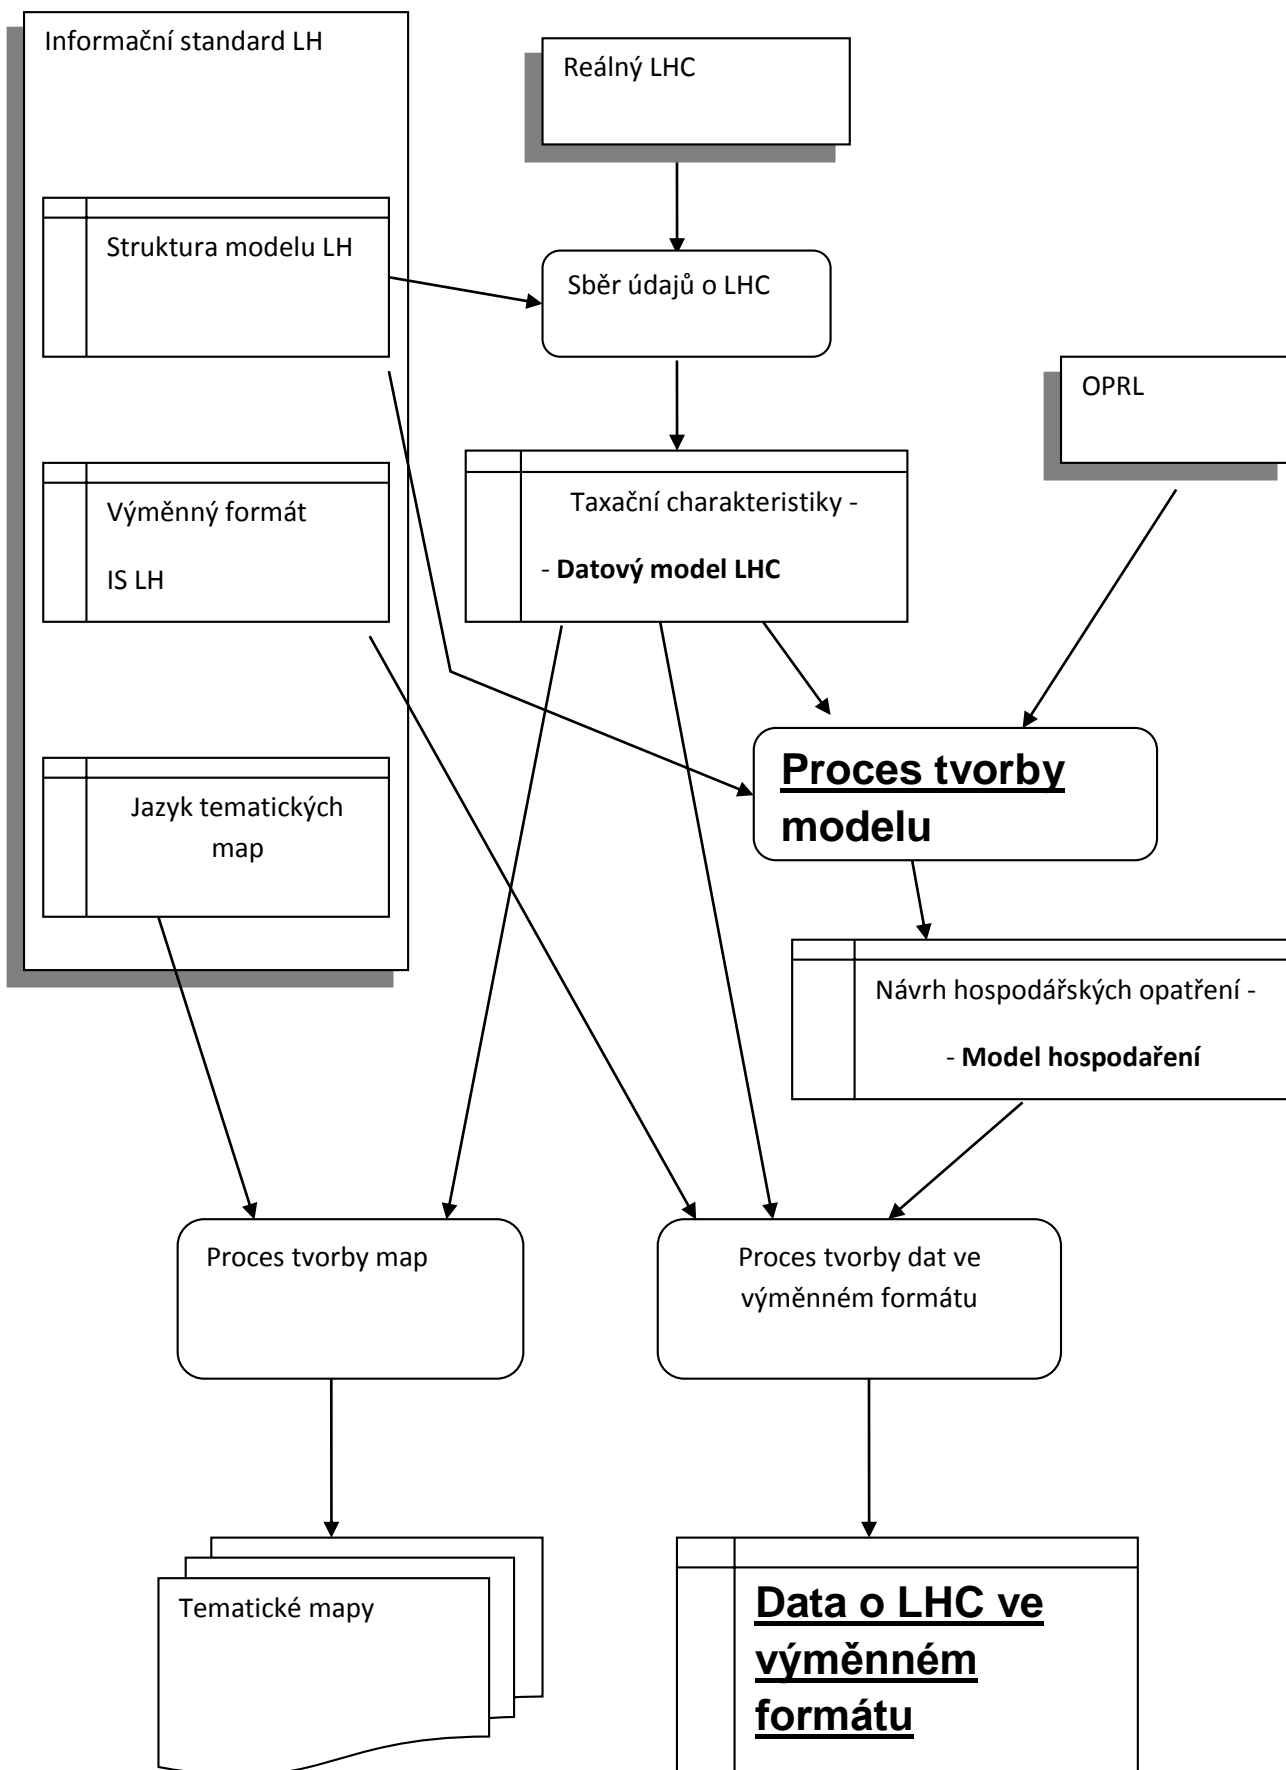 Informační standard LH
Reálný LHC
Struktura modelu LH
Sběr údajů o LHC
OPRL
Výměnný formát
IS LH
Taxační charakteristiky -
- Datový model LHC
Jazyk tematických
map
Proces tvorby
modelu
Návrh hospodářských opatření -
- Model hospodaření
Proces tvorby map
Proces tvorby dat ve
výměnném formátu
Tematické mapy
Data o LHC ve
výměnném
formátu